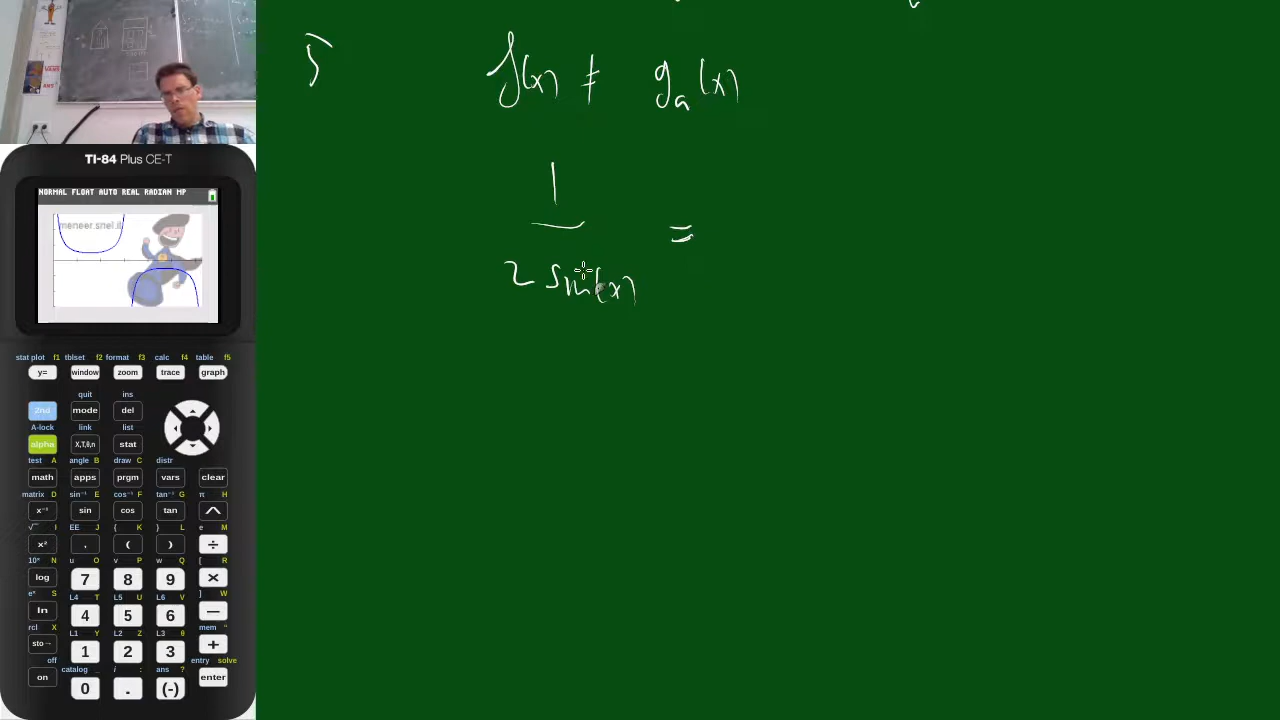 5
f(x) ≠ g_a(x)
1
=
2 sin(x)
TI-84 Plus CE-T
NORMAL FLOAT AUTO REAL RADIAN MP
meneer.snel.i
stat plot f1 tblset f2 format f3 calc f4 table f5
y= window zoom trace graph
quit ins
2nd mode del
A-lock link list
alpha X,T,θ,n stat
test A angle B draw C distr
math apps prgm vars clear
matrix D sin⁻¹ E cos⁻¹ F tan⁻¹ G π H
x⁻¹ sin cos tan ^
√ I EE J { K } L e M
x² , ( ) ÷
10ˣ N u O v P w Q [ R
log 7 8 9 ×
eˣ S L4 T L5 U L6 V ] W
ln 4 5 6 —
rcl X L1 Y L2 Z L3 θ mem "
sto→ 1 2 3 +
off catalog _ i : ans ? entry solve
on 0 . (-) enter